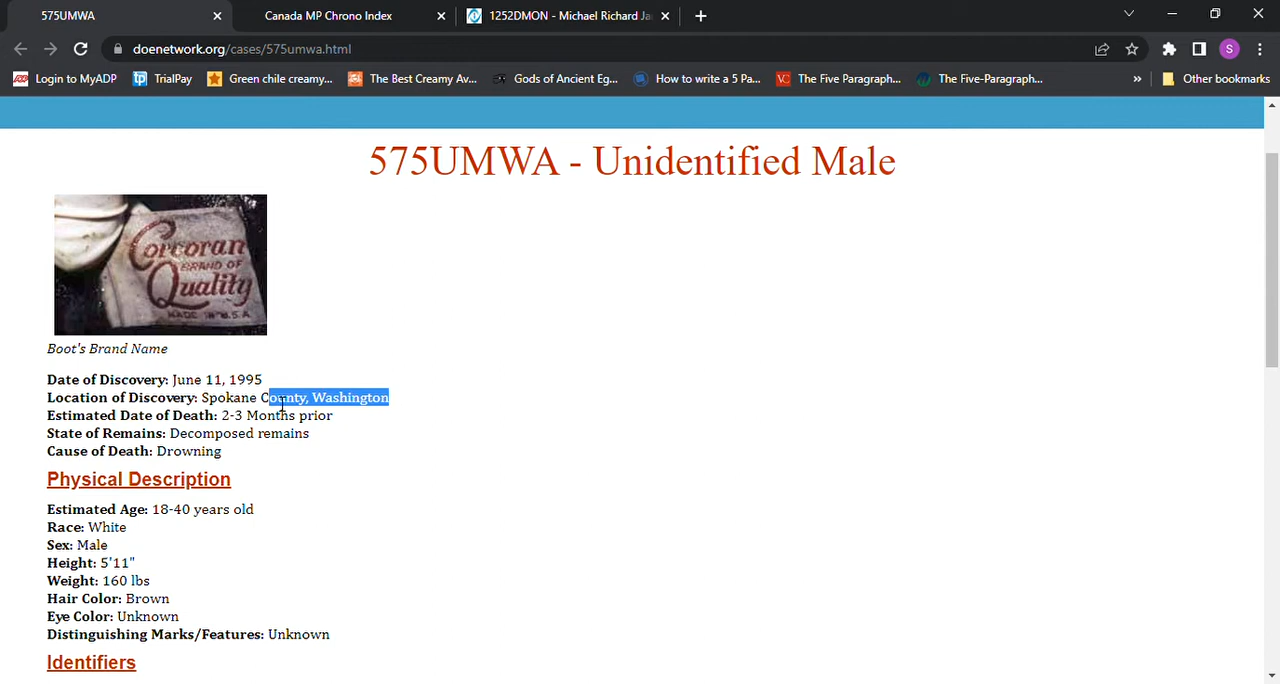 575UMWA
Canada MP Chrono Index
1252DMON - Michael Richard Ja
doenetwork.org/cases/575umwa.html
S
ADP Login to MyADP
tp TrialPay
Green chile creamy...
The Best Creamy Av...
Gods of Ancient Eg...
How to write a 5 Pa...
VC The Five Paragraph...
The Five-Paragraph...
»
Other bookmarks
575UMWA - Unidentified Male
Corcoran
BRAND OF
Quality
MADE IN U.S.A
Boot's Brand Name
Date of Discovery: June 11, 1995
Location of Discovery: Spokane County, Washington
Estimated Date of Death: 2-3 Months prior
State of Remains: Decomposed remains
Cause of Death: Drowning
Physical Description
Estimated Age: 18-40 years old
Race: White
Sex: Male
Height: 5'11"
Weight: 160 lbs
Hair Color: Brown
Eye Color: Unknown
Distinguishing Marks/Features: Unknown
Identifiers